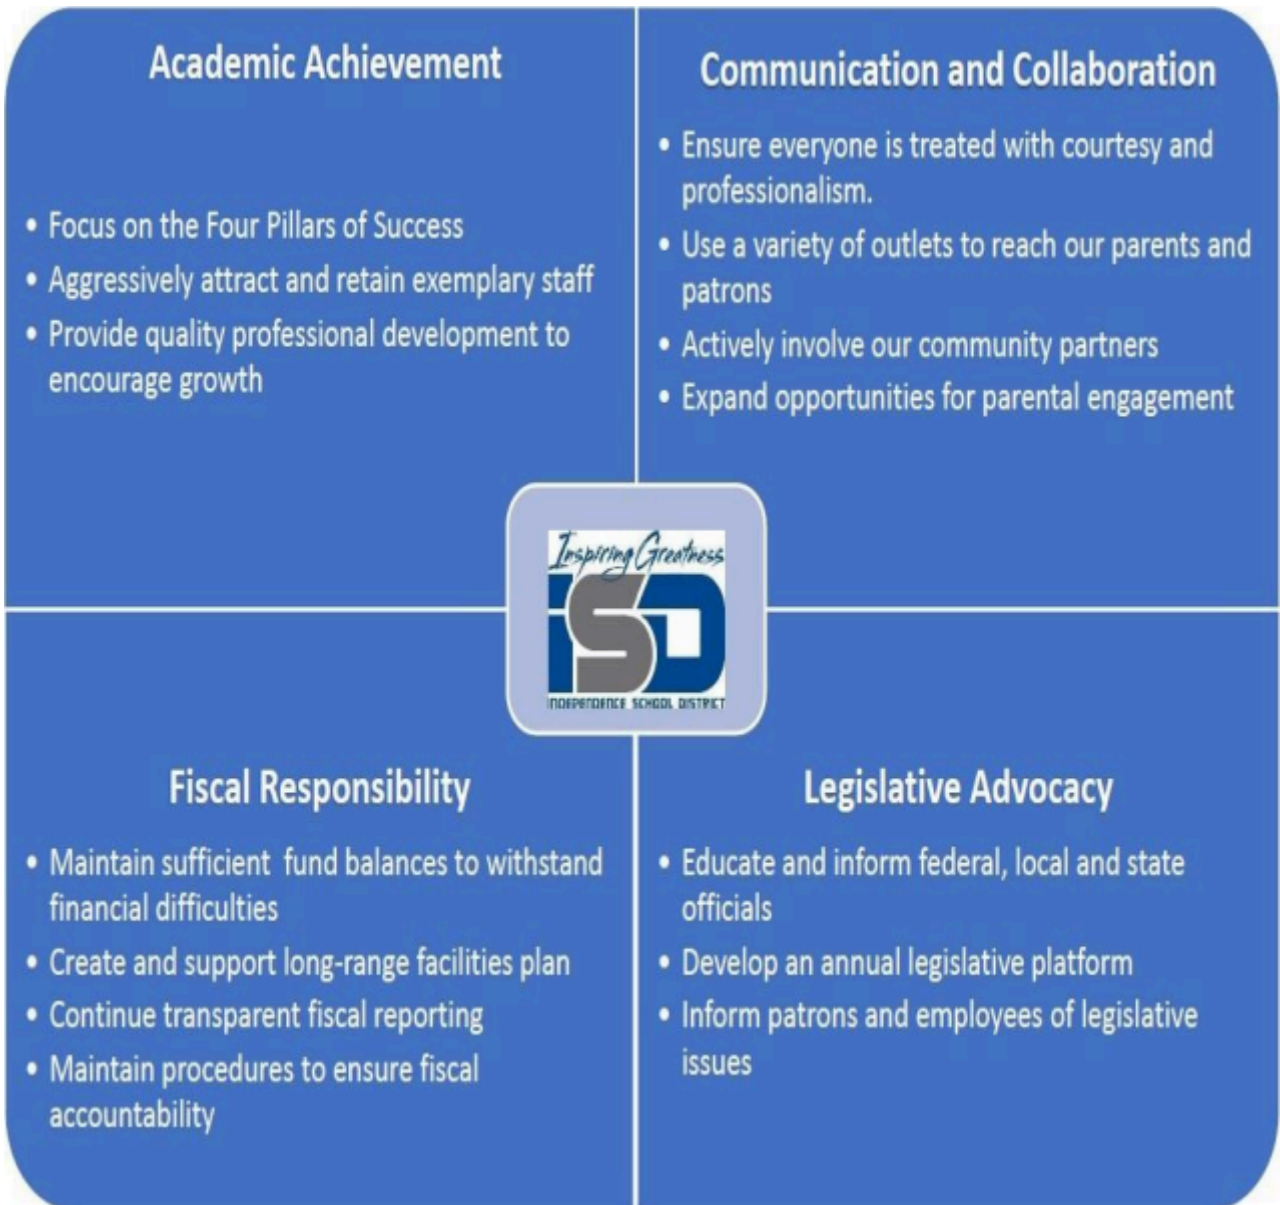 Academic Achievement
• Focus on the Four Pillars of Success
• Aggressively attract and retain exemplary staff
• Provide quality professional development to
encourage growth
Communication and Collaboration
• Ensure everyone is treated with courtesy and
professionalism.
• Use a variety of outlets to reach our parents and
patrons
• Actively involve our community partners
• Expand opportunities for parental engagement
Inspiring Greatness
ISD
INDEPENDENCE SCHOOL DISTRICT
Fiscal Responsibility
• Maintain sufficient  fund balances to withstand
financial difficulties
• Create and support long-range facilities plan
• Continue transparent fiscal reporting
• Maintain procedures to ensure fiscal
accountability
Legislative Advocacy
• Educate and inform federal, local and state
officials
• Develop an annual legislative platform
• Inform patrons and employees of legislative
issues